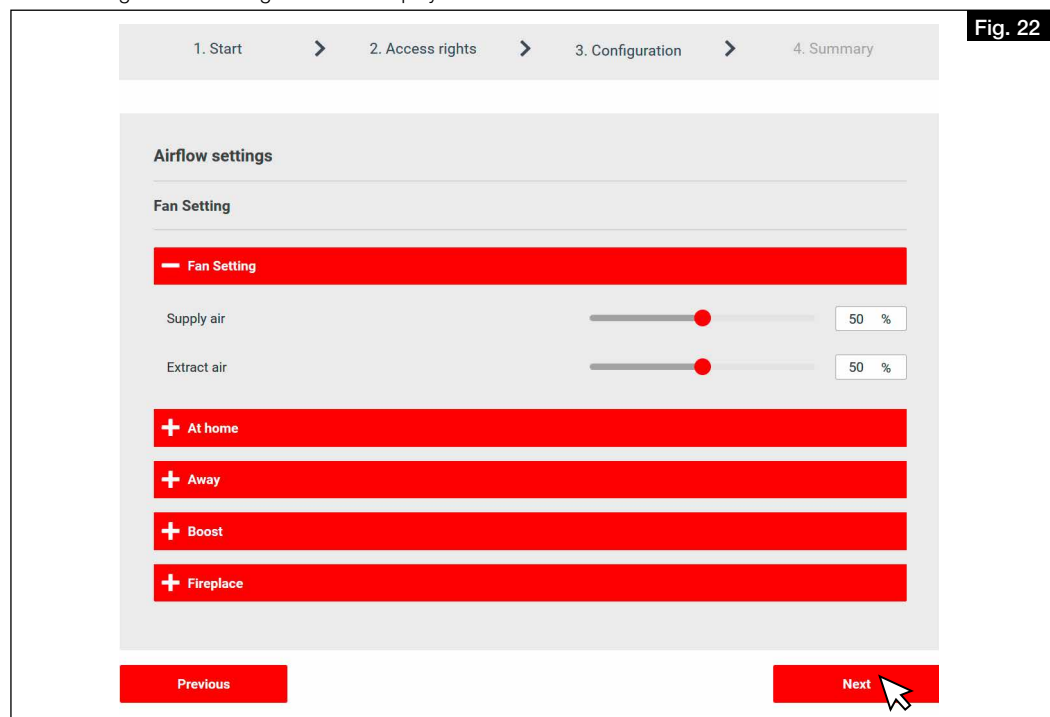 Fig. 22
1. Start 2. Access rights 3. Configuration 4. Summary
Airflow settings
Fan Setting
Fan Setting
Supply air 50 %
Extract air 50 %
At home
Away
Boost
Fireplace
Previous Next